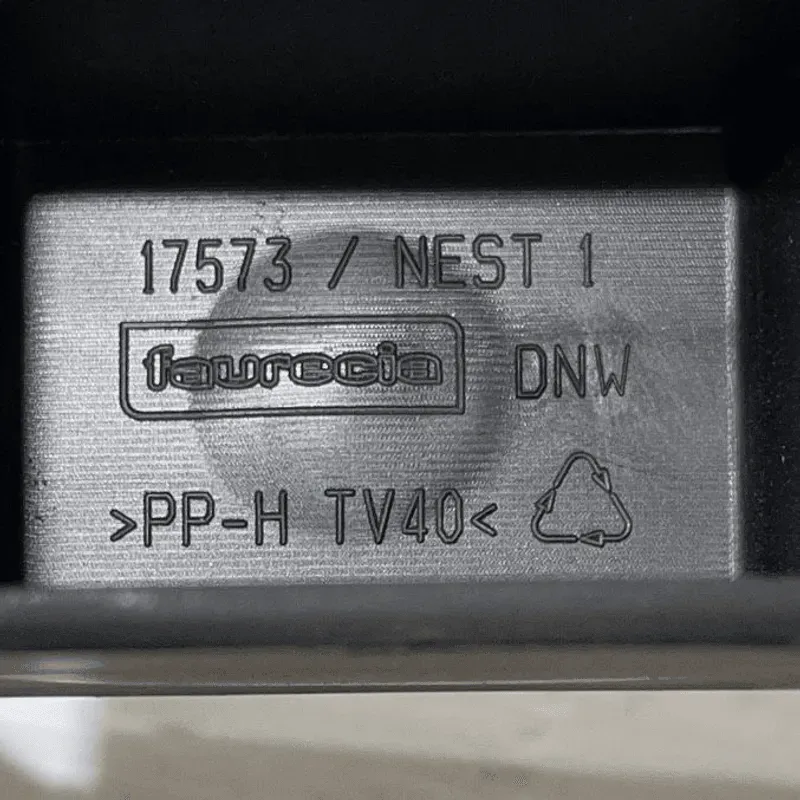 17573 / NEST 1
faurecia DNW
>PP-H TV40<